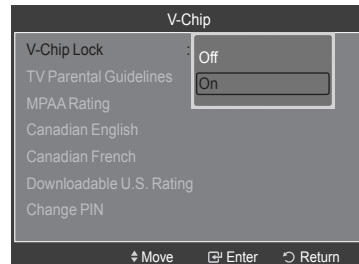 V-Chip
V-Chip Lock : Off
On
TV Parental Guidelines
MPAA Rating
Canadian English
Canadian French
Downloadable U.S. Rating
Change PIN
Move Enter Return